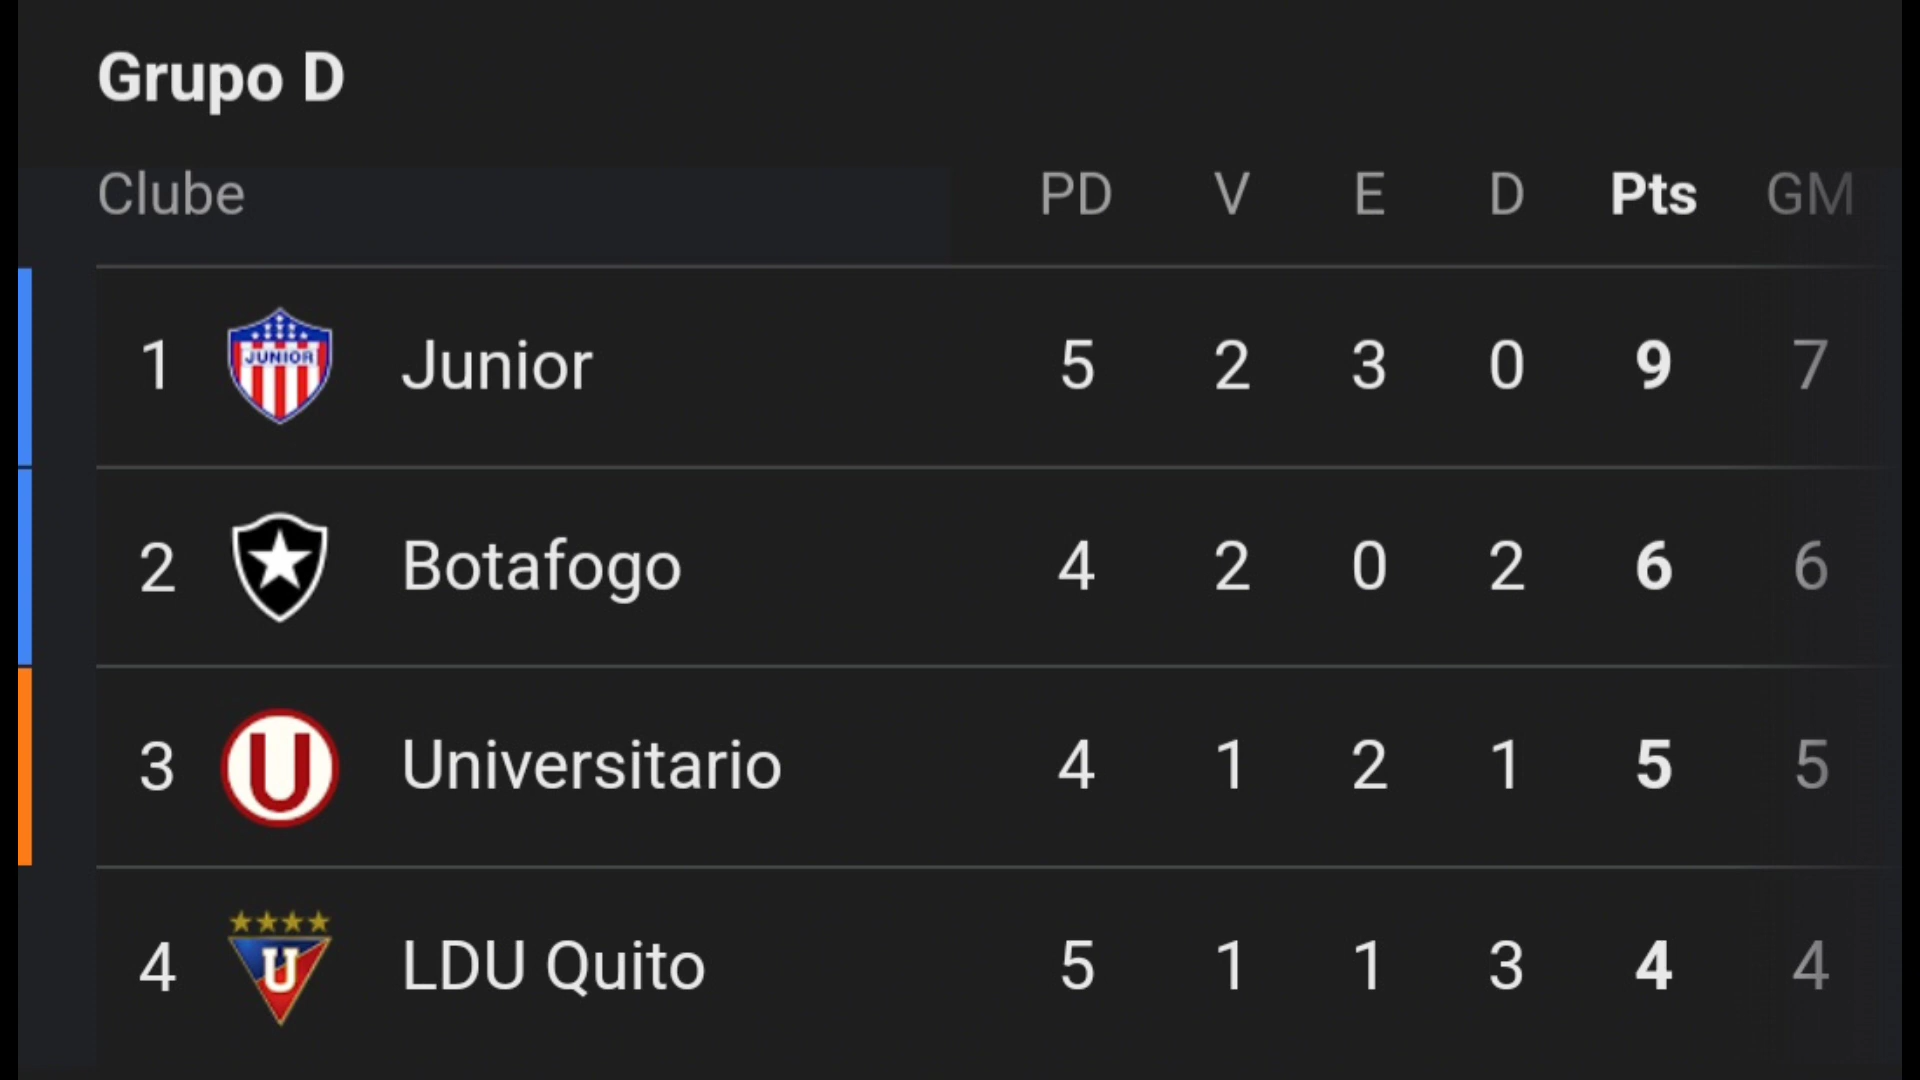 Grupo D
Clube PD V E D Pts GM
1 JUNIOR Junior 5 2 3 0 9 7
2 Botafogo 4 2 0 2 6 6
3 U Universitario 4 1 2 1 5 5
4 U LDU Quito 5 1 1 3 4 4